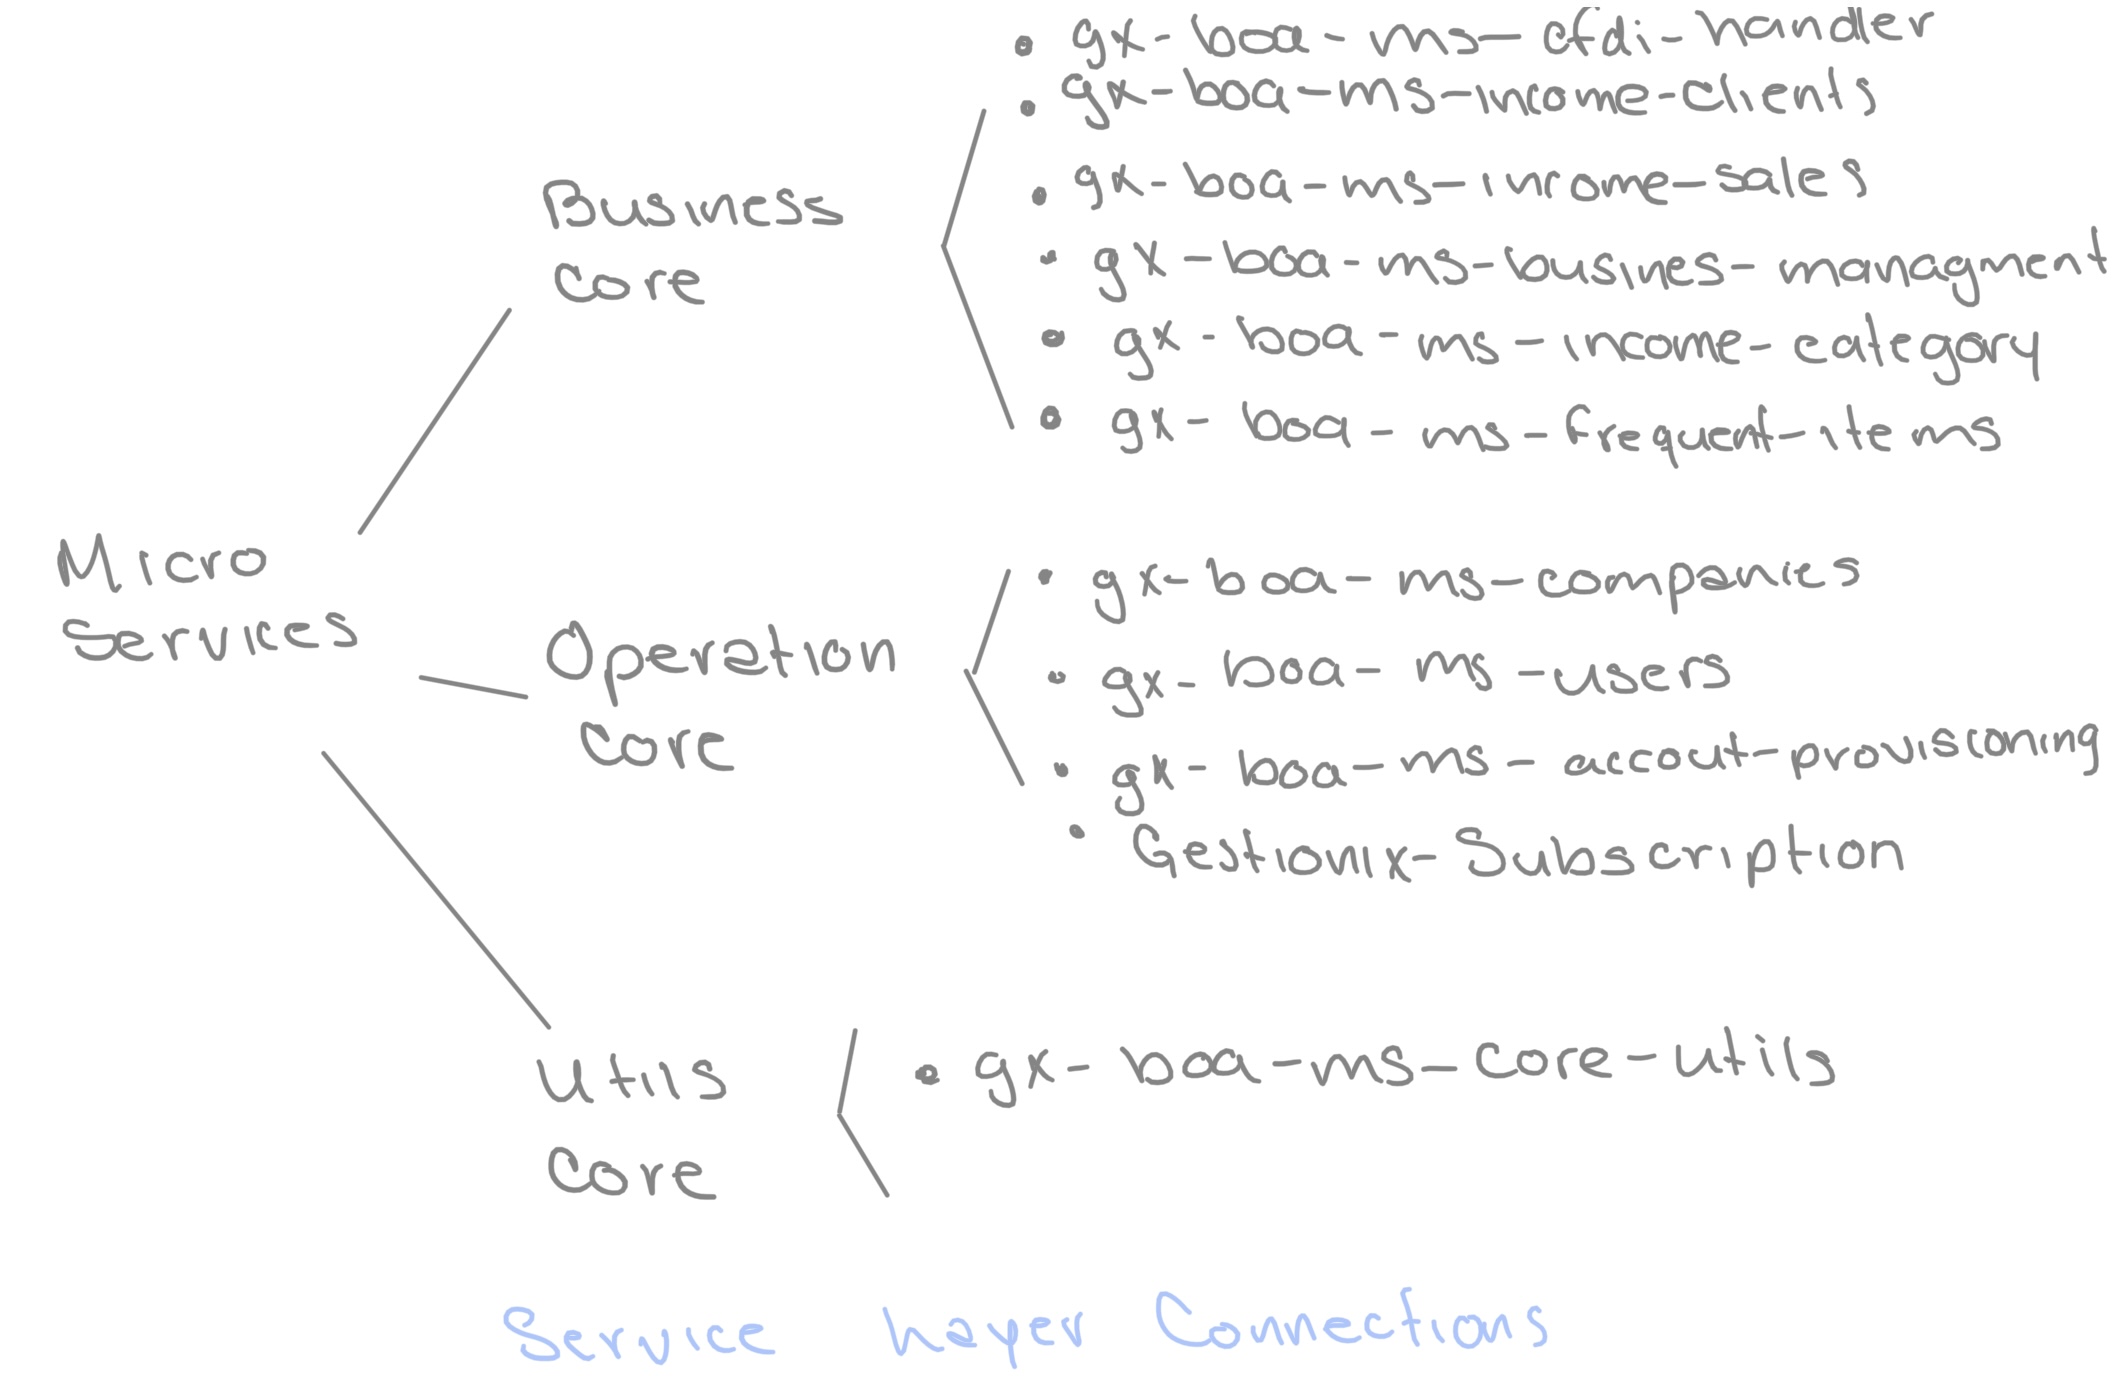 Micro
Services
Business
Core
• gx-boa-ms-cfdi-handler
• gx-boa-ms-income-clients
• gx-boa-ms-income-sales
• gx-boa-ms-busines-managment
• gx-boa-ms-income-category
• gx-boa-ms-frequent-items
Operation
Core
• gx-boa-ms-companies
• gx-boa-ms-users
• gx-boa-ms-accout-provisconing
• Gestionix-Subscription
Utils
Core
• gx-boa-ms-core-utils
Service Layer Connections